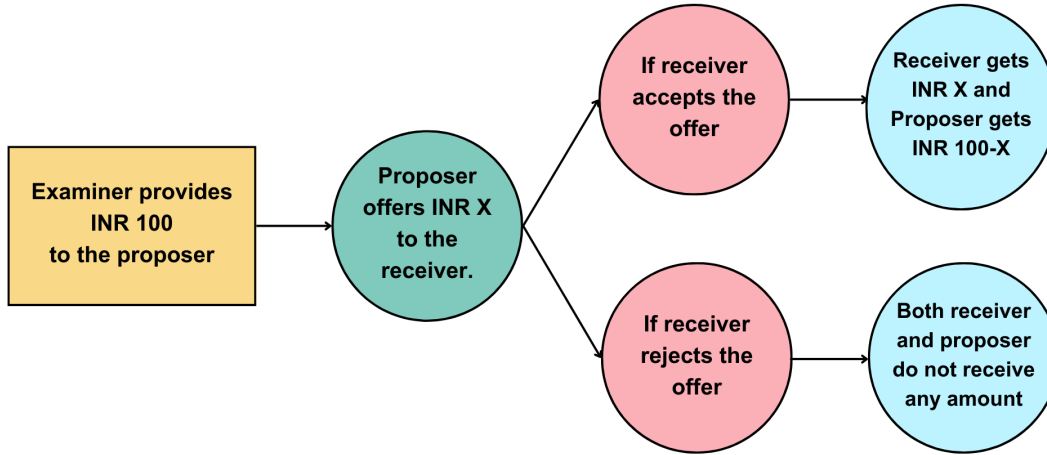 Examiner provides
INR 100
to the proposer
Proposer
offers INR X
to the
receiver.
If receiver
accepts the
offer
Receiver gets
INR X and
Proposer gets
INR 100-X
If receiver
rejects the
offer
Both receiver
and proposer
do not receive
any amount